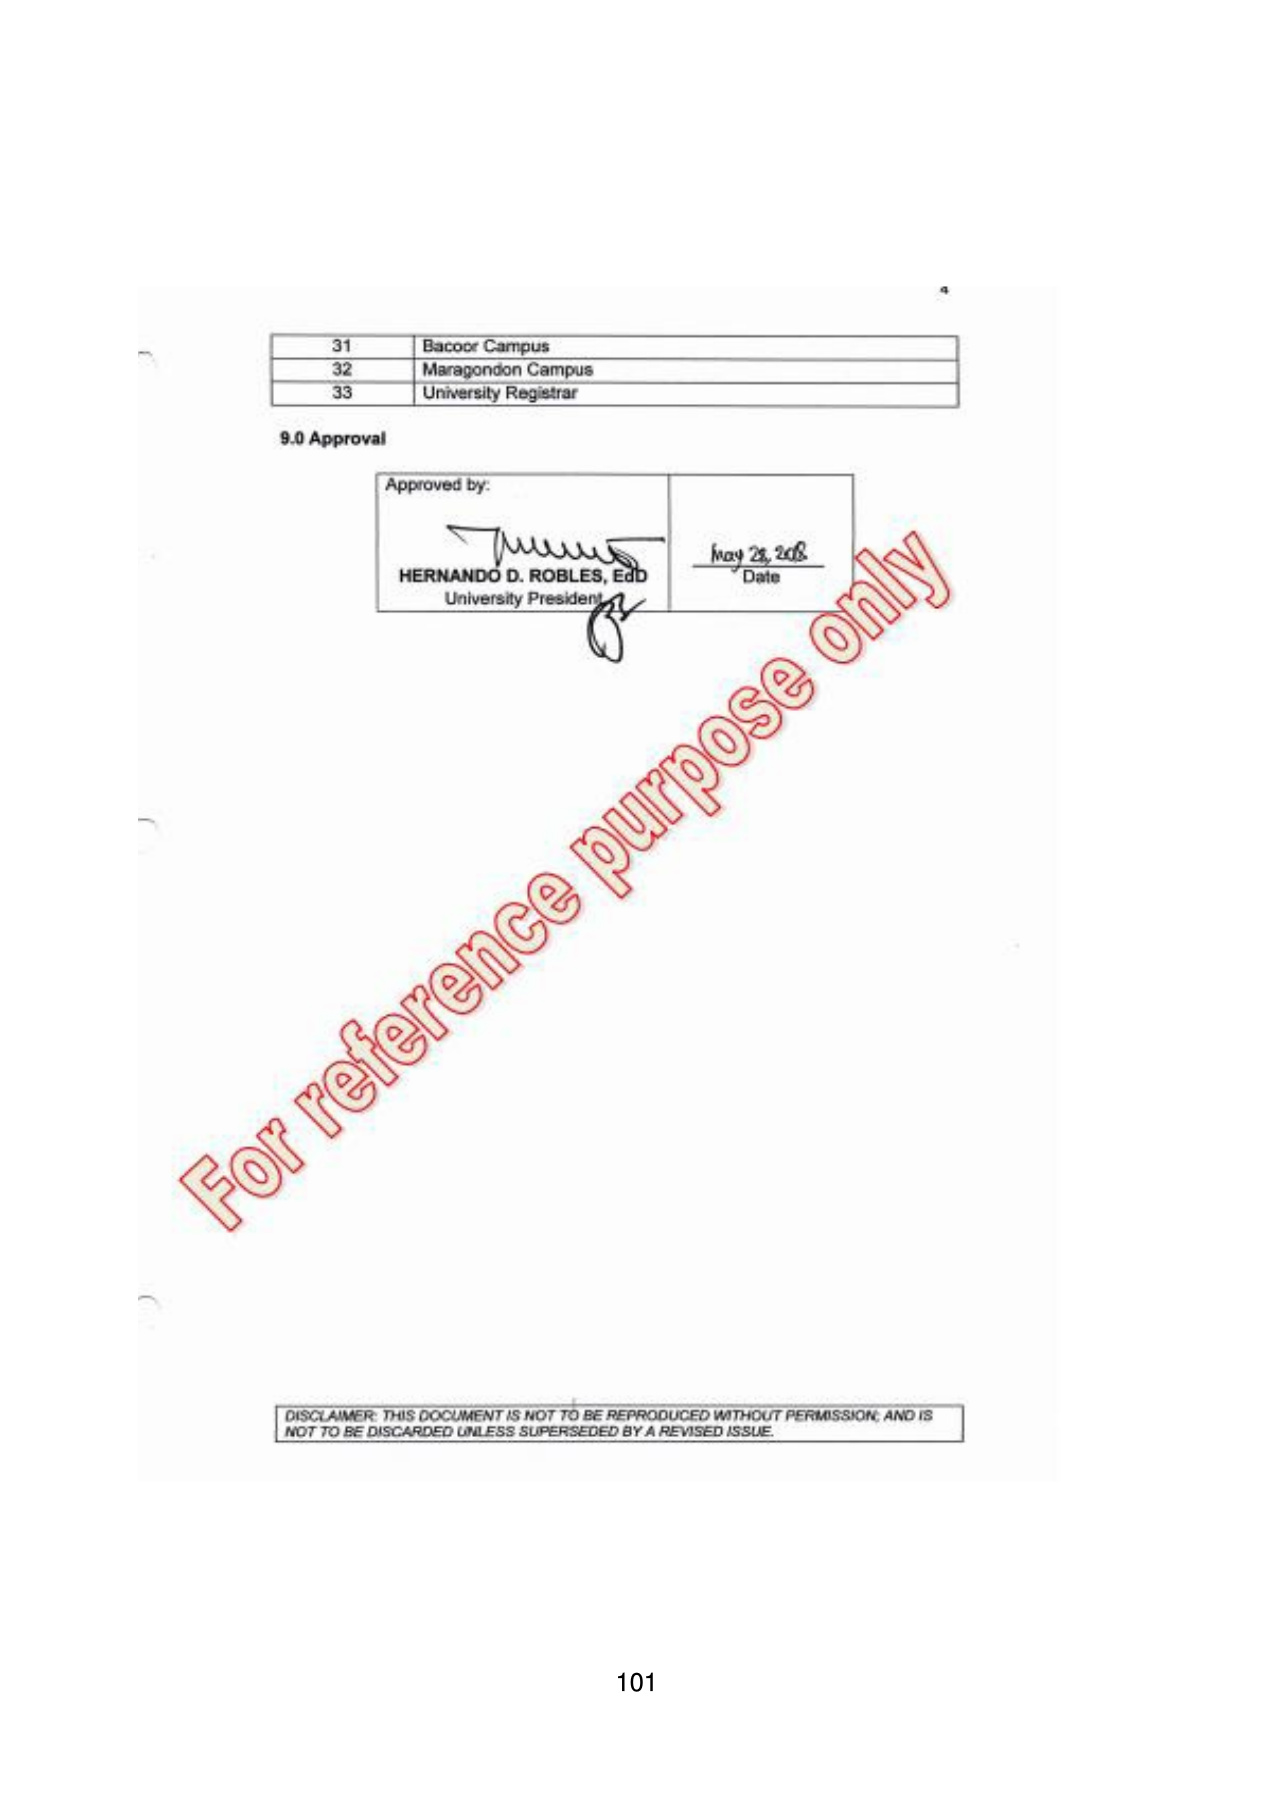 4
31 Bacoor Campus
32 Maragondon Campus
33 University Registrar
9.0 Approval
Approved by:
HERNANDO D. ROBLES, EdD
University President
May 28, 2018
Date
For reference purpose only
DISCLAIMER: THIS DOCUMENT IS NOT TO BE REPRODUCED WITHOUT PERMISSION; AND IS
NOT TO BE DISCARDED UNLESS SUPERSEDED BY A REVISED ISSUE.
101